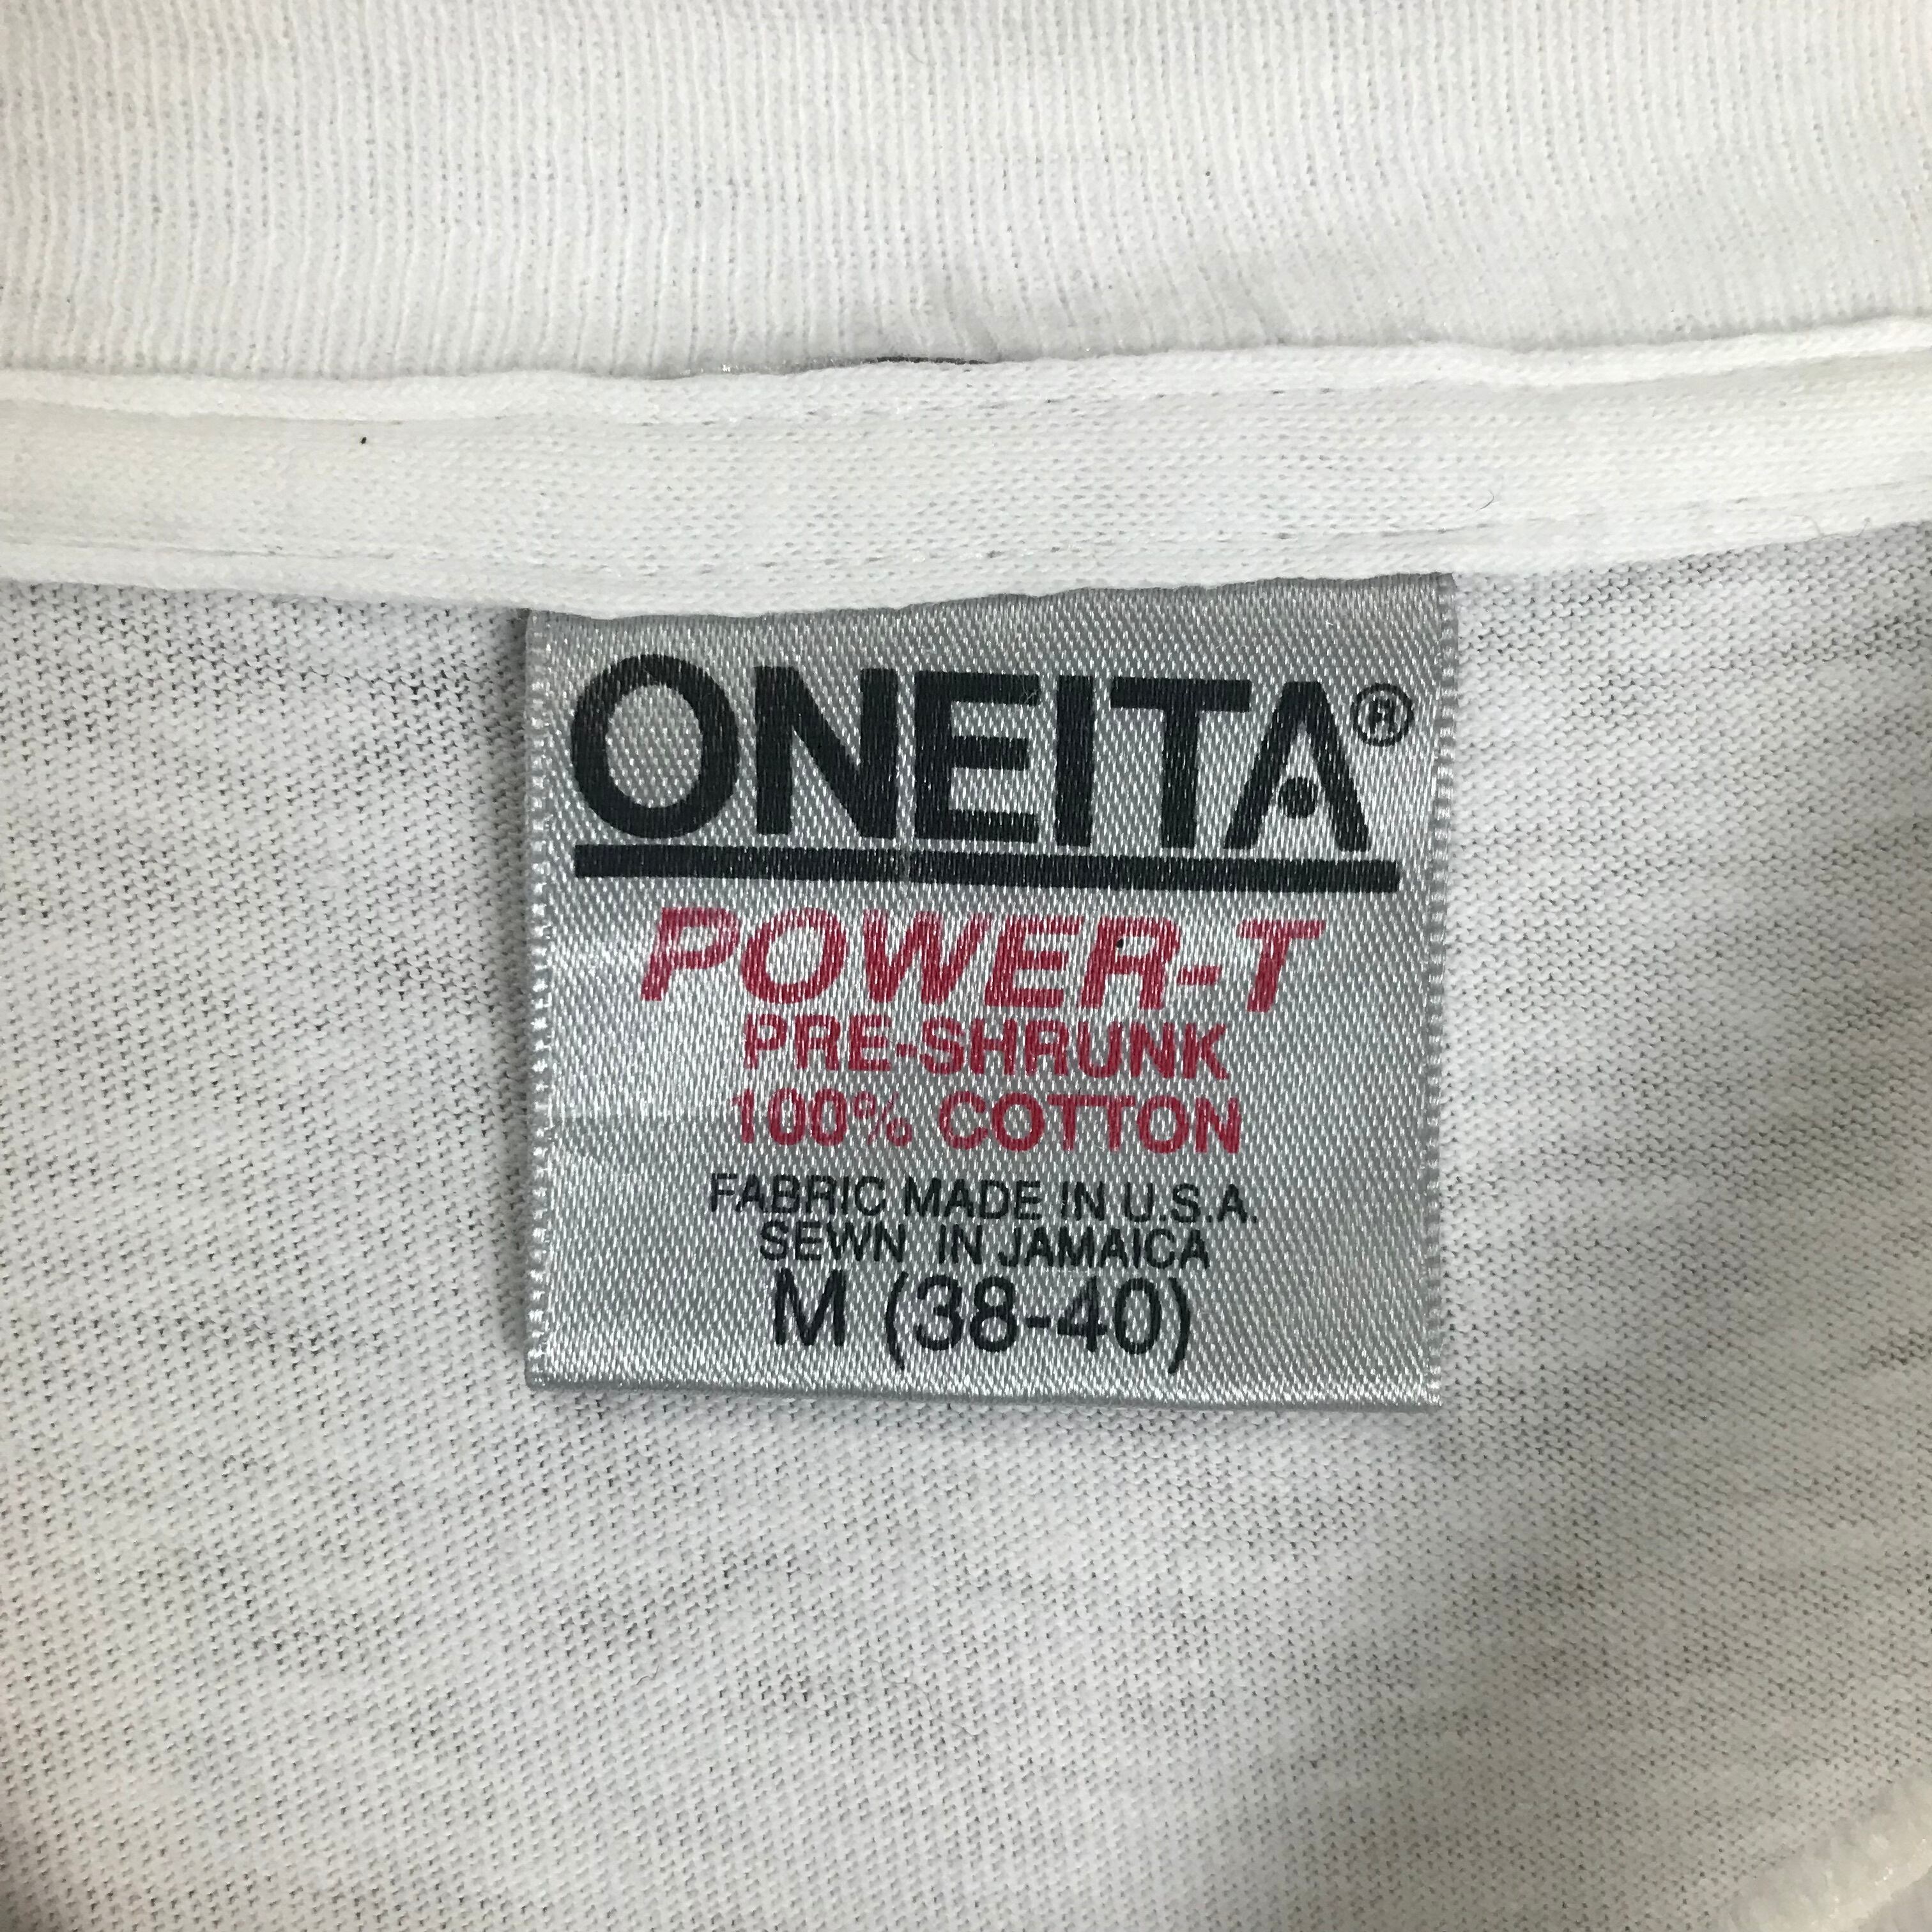 ONEITA®
POWER-T
PRE-SHRUNK
100% COTTON
FABRIC MADE IN U.S.A.
SEWN IN JAMAICA
M (38-40)